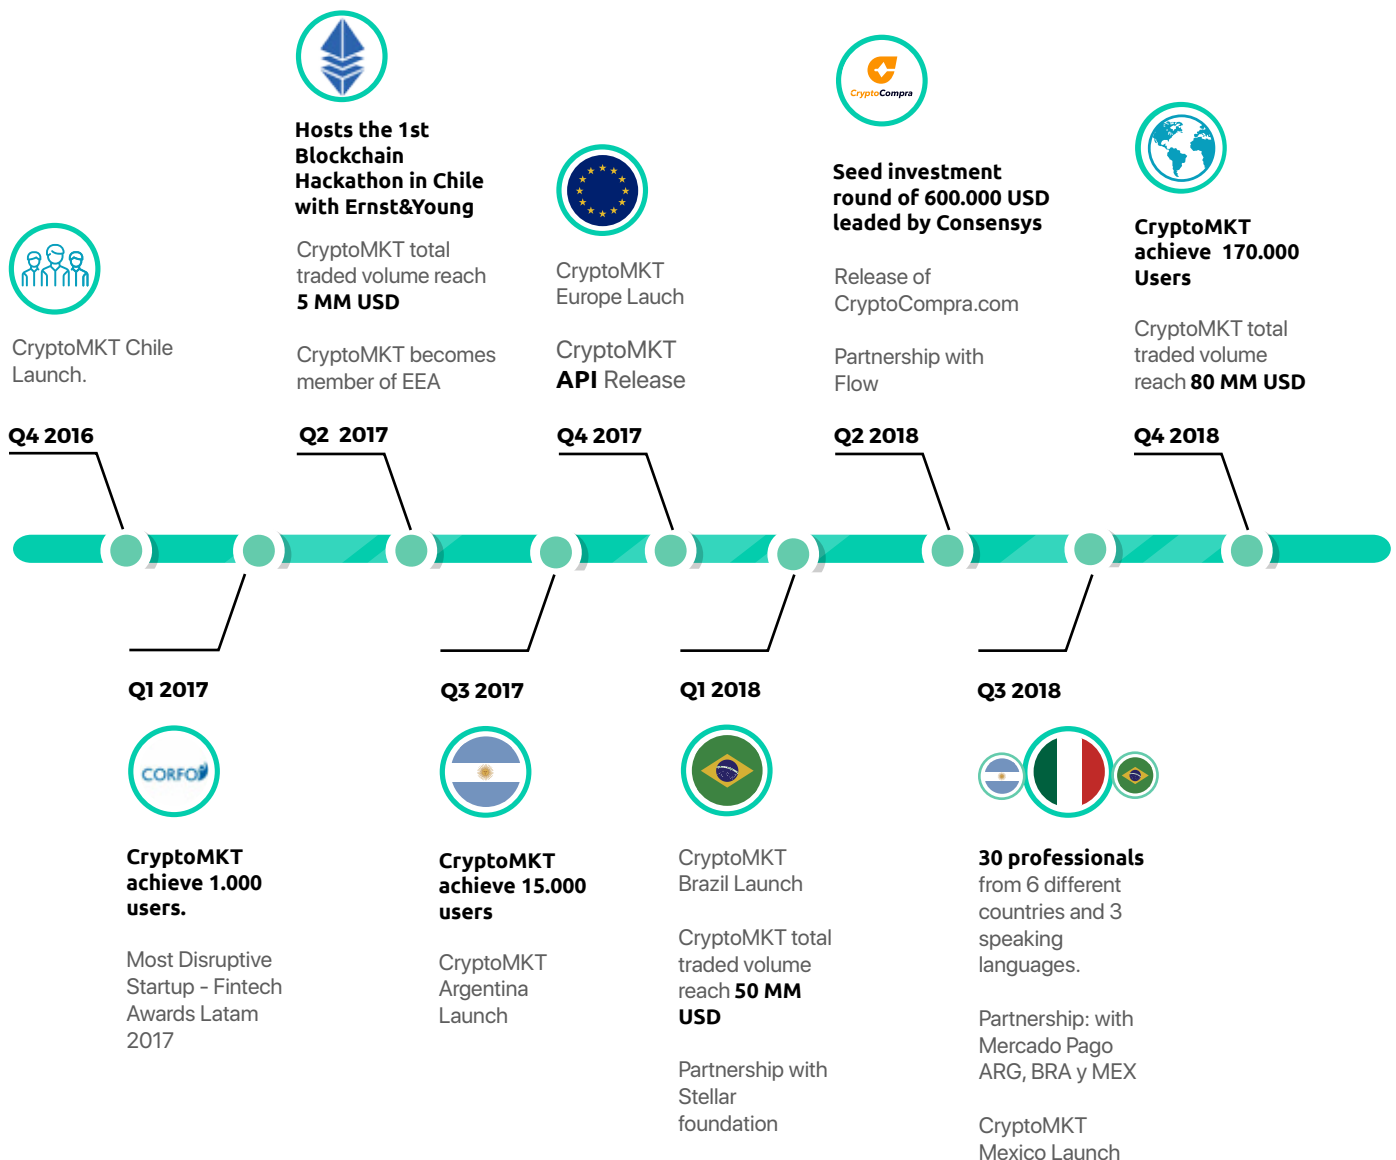 CryptoMKT Chile
Launch.
Q4 2016
Hosts the 1st
Blockchain
Hackathon in Chile
with Ernst&Young
CryptoMKT total
traded volume reach
5 MM USD
CryptoMKT becomes
member of EEA
Q2 2017
CryptoMKT
Europe Lauch
CryptoMKT
API Release
Q4 2017
CryptoCompra
Seed investment
round of 600.000 USD
leaded by Consensys
Release of
CryptoCompra.com
Partnership with
Flow
Q2 2018
CryptoMKT
achieve 170.000
Users
CryptoMKT total
traded volume
reach 80 MM USD
Q4 2018
Q1 2017
CORFO
CryptoMKT
achieve 1.000
users.
Most Disruptive
Startup - Fintech
Awards Latam
2017
Q3 2017
CryptoMKT
achieve 15.000
users
CryptoMKT
Argentina
Launch
Q1 2018
CryptoMKT
Brazil Launch
CryptoMKT total
traded volume
reach 50 MM
USD
Partnership with
Stellar
foundation
Q3 2018
30 professionals
from 6 different
countries and 3
speaking
languages.
Partnership: with
Mercado Pago
ARG, BRA y MEX
CryptoMKT
Mexico Launch